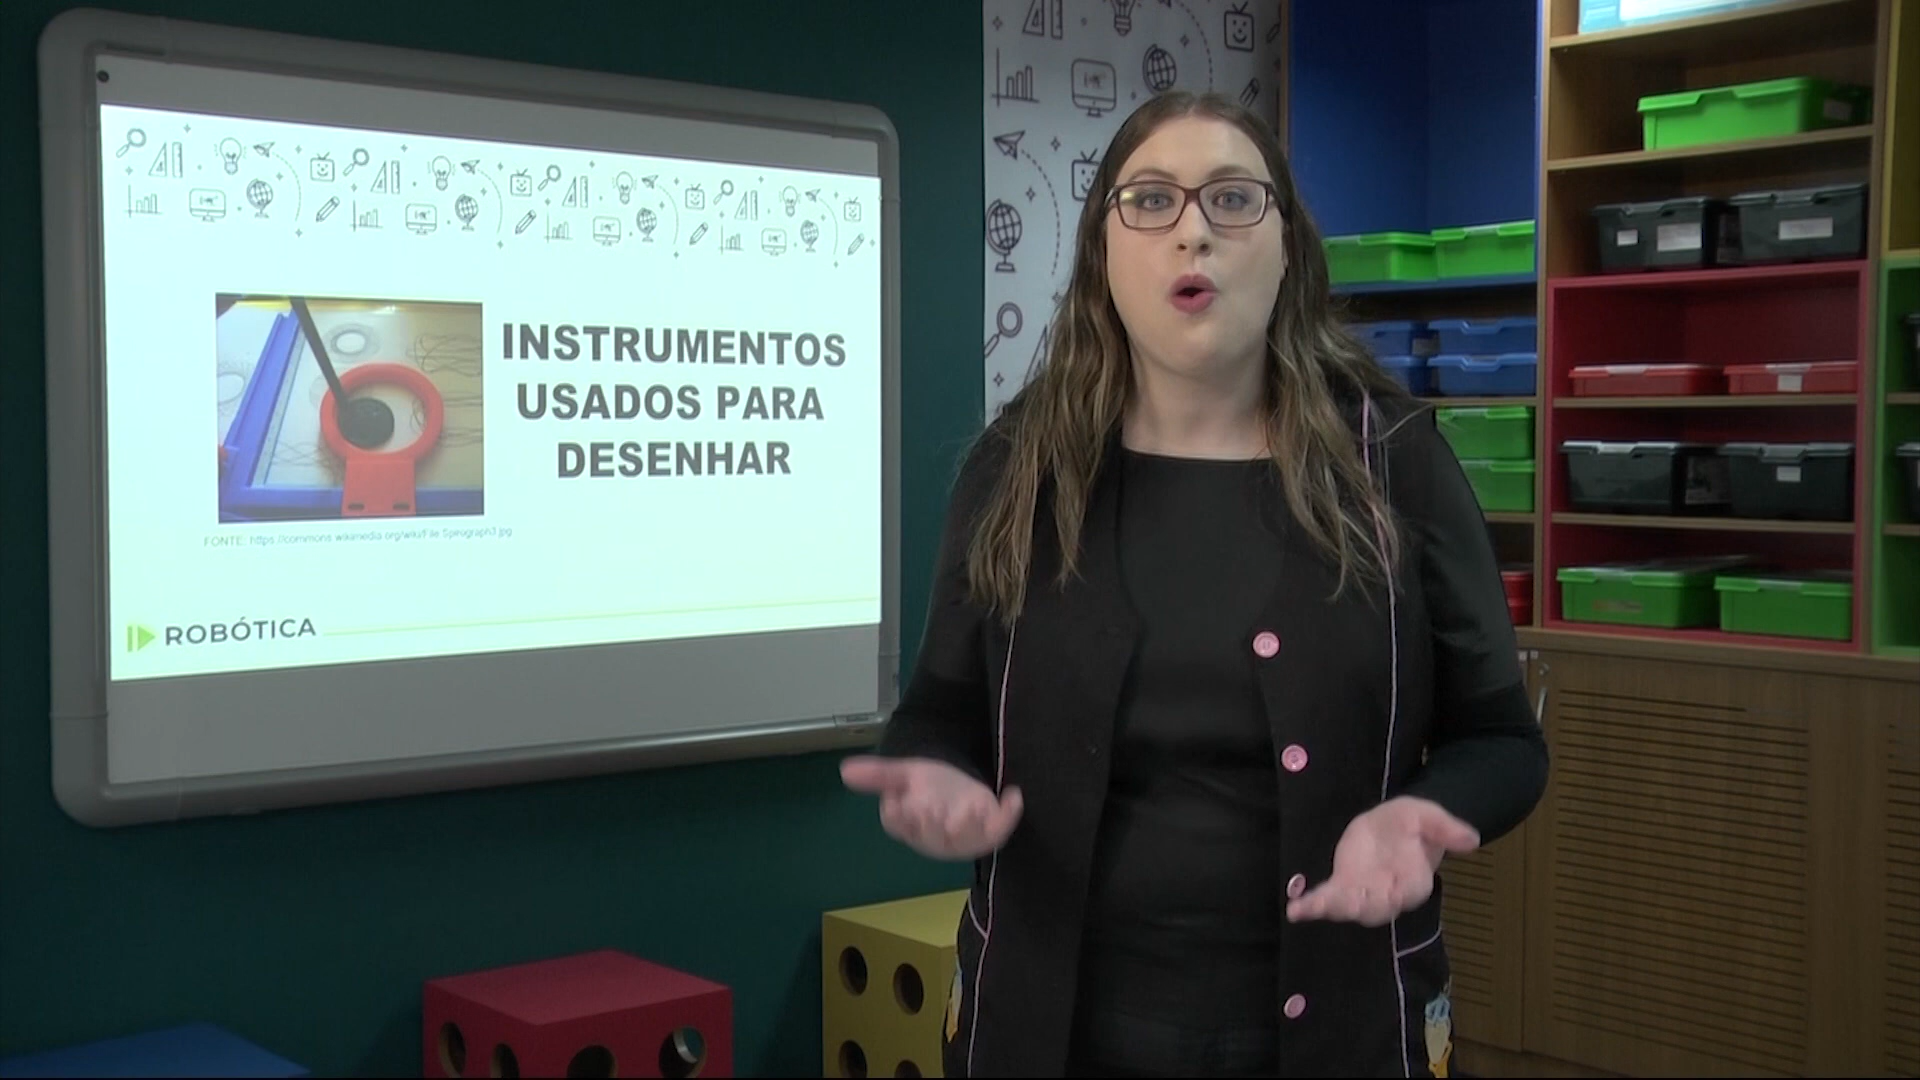 INSTRUMENTOS
USADOS PARA
DESENHAR
FONTE: https://commons.wikimedia.org/wiki/File:Spirograph3.jpg
ROBÓTICA